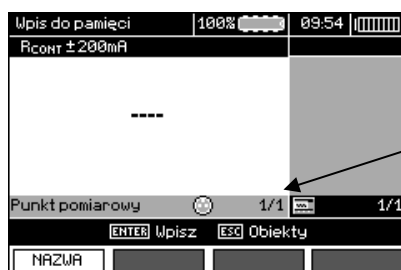 Wpis do pamięci 100% 09:54
RCONT ±200mA
----
Punkt pomiarowy 1/1 1/1
ENTER Wpisz ESC Obiekty
NAZWA